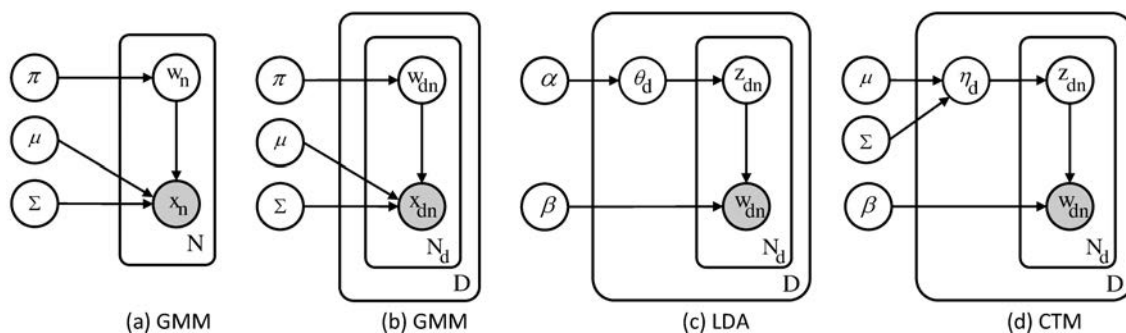 π
w_n
μ
Σ
x_n
N
(a) GMM
π
w_dn
μ
Σ
x_dn
N_d
D
(b) GMM
α
θ_d
z_dn
β
w_dn
N_d
D
(c) LDA
μ
η_d
z_dn
Σ
β
w_dn
N_d
D
(d) CTM